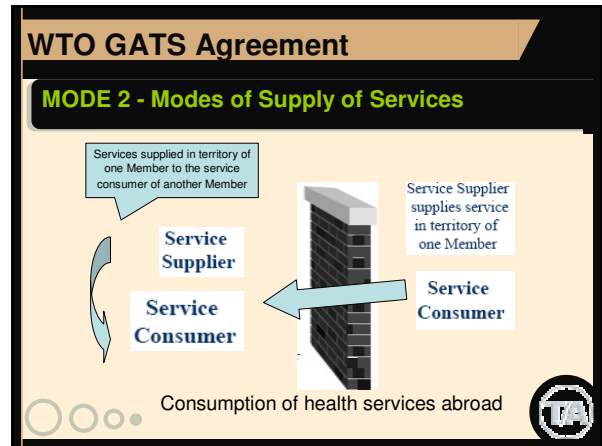 WTO GATS Agreement
MODE 2 - Modes of Supply of Services
Services supplied in territory of
one Member to the service
consumer of another Member
Service
Supplier
Service
Consumer
Service Supplier
supplies service
in territory of
one Member
Service
Consumer
Consumption of health services abroad
TA